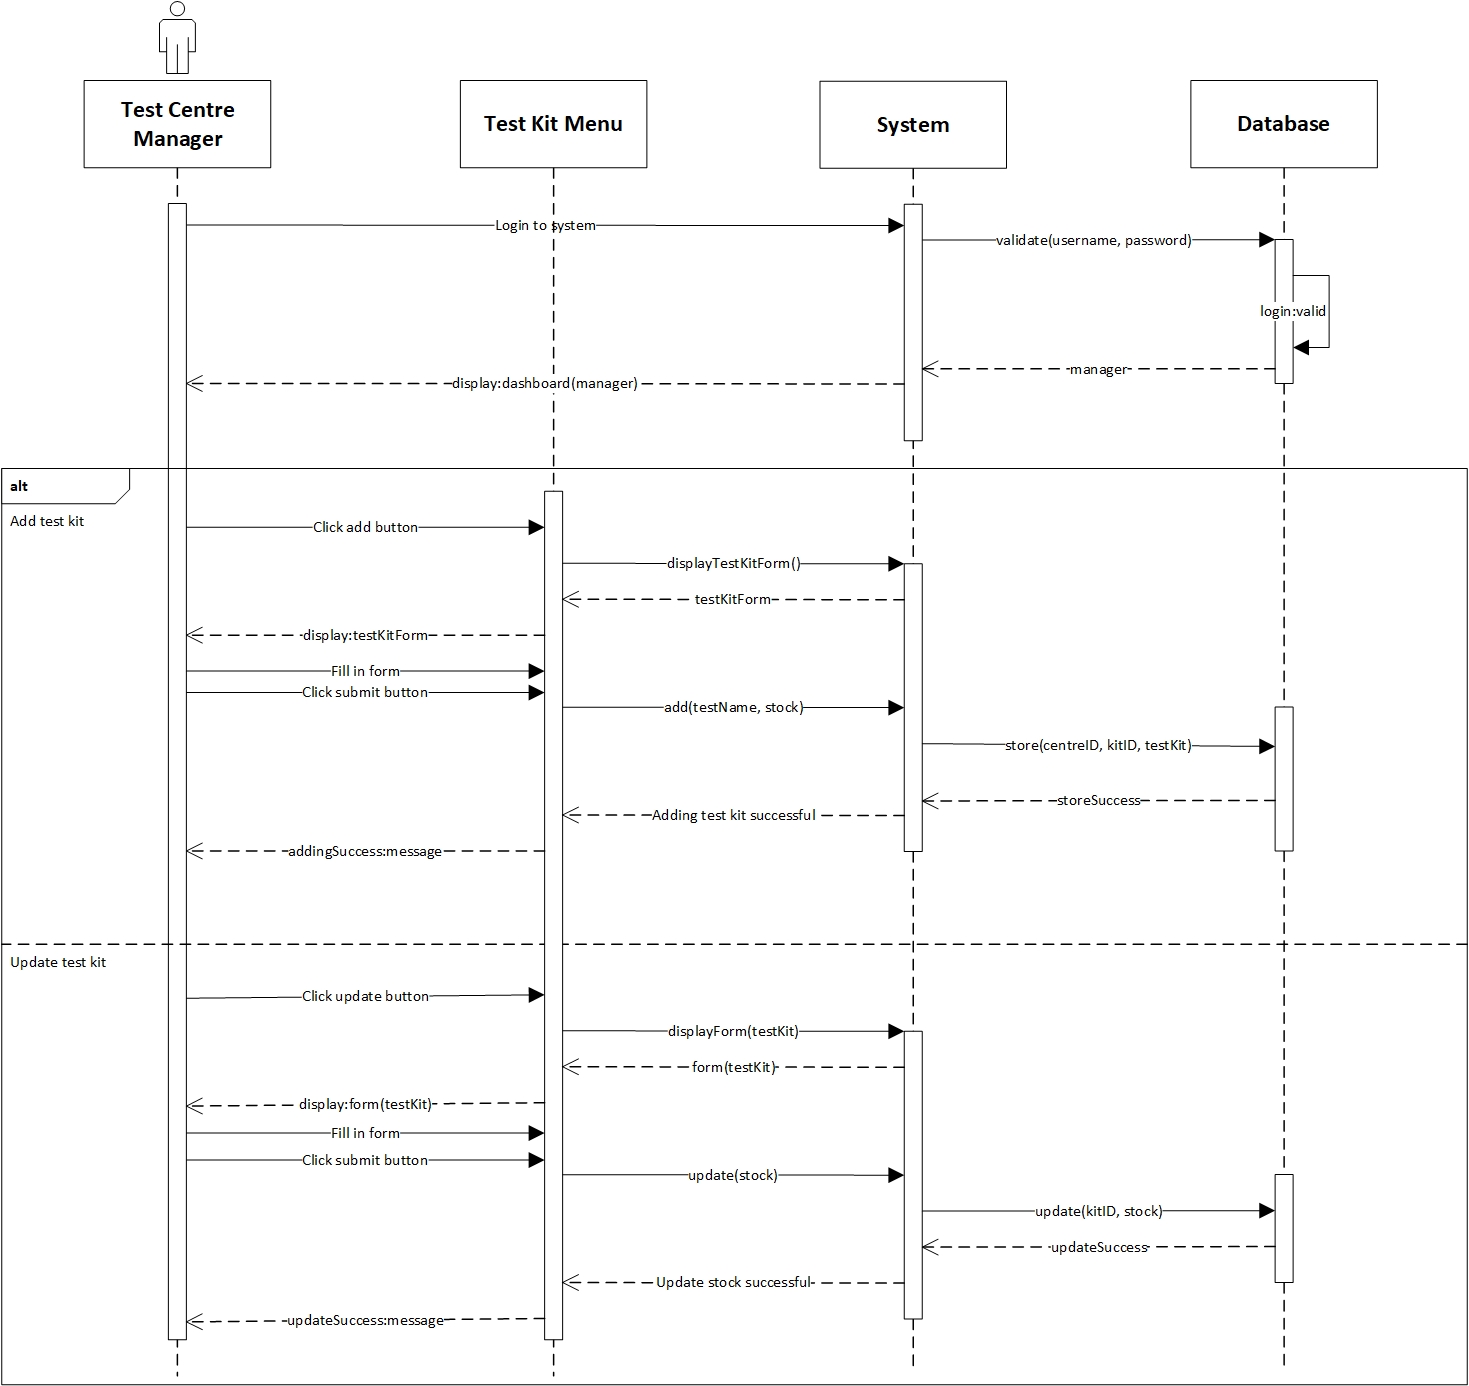 Test Centre
Manager
Test Kit Menu
System
Database
Login to system
validate(username, password)
login:valid
manager
display:dashboard(manager)
alt
Add test kit
Click add button
displayTestKitForm()
testKitForm
display:testKitForm
Fill in form
Click submit button
add(testName, stock)
store(centreID, kitID, testKit)
storeSuccess
Adding test kit successful
addingSuccess:message
Update test kit
Click update button
displayForm(testKit)
form(testKit)
display:form(testKit)
Fill in form
Click submit button
update(stock)
update(kitID, stock)
updateSuccess
Update stock successful
updateSuccess:message